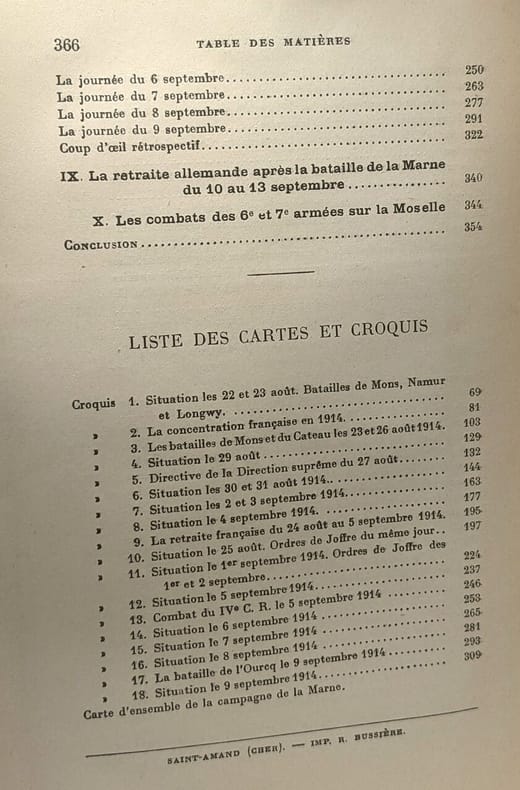 366 TABLE DES MATIÈRES
La journée du 6 septembre................................ 250
La journée du 7 septembre................................ 263
La journée du 8 septembre................................ 277
La journée du 9 septembre................................ 291
Coup d'œil rétrospectif.................................... 322
IX. La retraite allemande après la bataille de la Marne
du 10 au 13 septembre ............... 340
X. Les combats des 6e et 7e armées sur la Moselle 344
CONCLUSION............................................. 354
LISTE DES CARTES ET CROQUIS
Croquis 1. Situation les 22 et 23 août. Batailles de Mons, Namur
et Longwy. ................................ 69
» 2. La concentration française en 1914. ............... 81
» 3. Les batailles de Mons et du Cateau les 23 et 26 août 1914. 103
» 4. Situation le 29 août............................ 129
» 5. Directive de la Direction suprême du 27 août........ 132
» 6. Situation les 30 et 31 août 1914.................. 144
» 7. Situation les 2 et 3 septembre 1914............... 163
» 8. Situation le 4 septembre 1914. ................... 177
» 9. La retraite française du 24 août au 5 septembre 1914. 195
» 10. Situation le 25 août. Ordres de Joffre du même jour.. 197
» 11. Situation le 1er septembre 1914. Ordres de Joffre des
1er et 2 septembre............................ 224
» 12. Situation le 5 septembre 1914.................... 237
» 13. Combat du IVe C. R. le 5 septembre 1914 ......... 246
» 14. Situation le 6 septembre 1914 ................... 253
» 15. Situation le 7 septembre 1914 ................... 265
» 16. Situation le 8 septembre 1914 ................... 281
» 17. La bataille de l'Ourcq le 9 septembre 1914 ........ 293
» 18. Situation le 9 septembre 1914.................... 309
Carte d'ensemble de la campagne de la Marne.
SAINT-AMAND (CHER). — IMP. R. BUSSIÈRE.